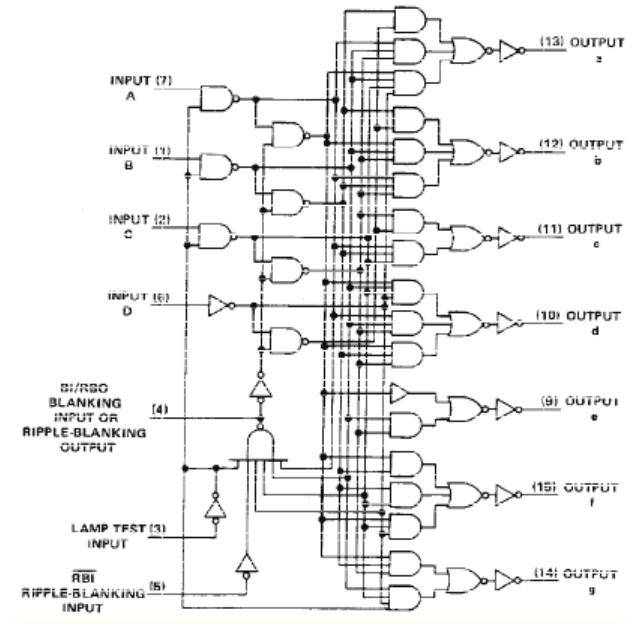 (13) OUTPUT
a
INPUT (7)
A
(12) OUTPUT
b
INPUT (1)
B
INPUT (2)
C
(11) OUTPUT
c
INPUT (6)
D
(10) OUTPUT
d
BI/RBO
BLANKING (4)
INPUT OR
RIPPLE-BLANKING
OUTPUT
(9) OUTPUT
e
(15) OUTPUT
f
LAMP TEST (3)
INPUT
RBI
RIPPLE-BLANKING (5)
INPUT
(14) OUTPUT
g